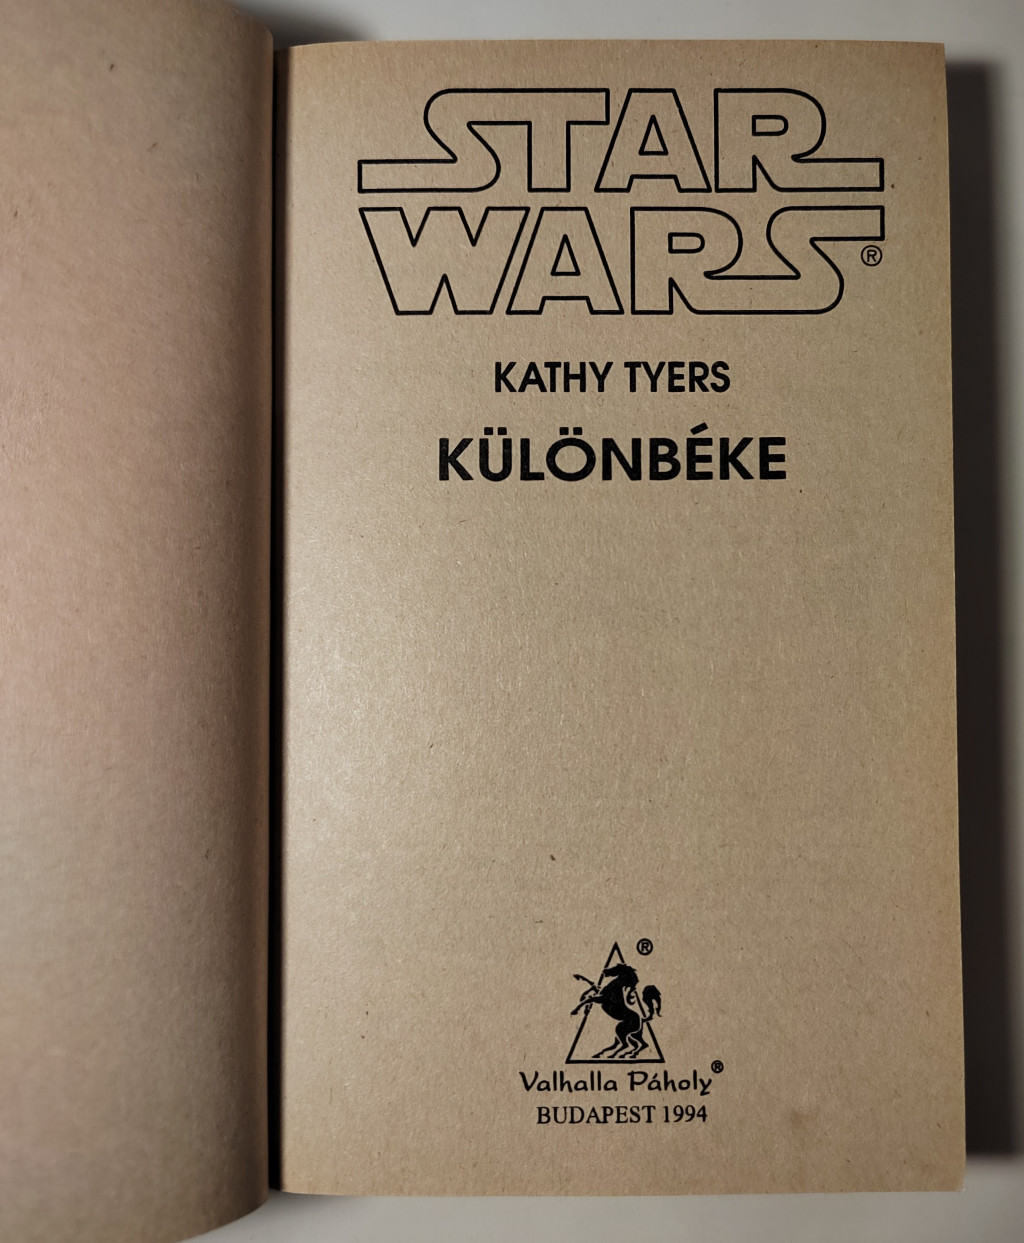 STAR
WARS®
KATHY TYERS
KÜLÖNBÉKE
®
Valhalla Páholy®
BUDAPEST 1994